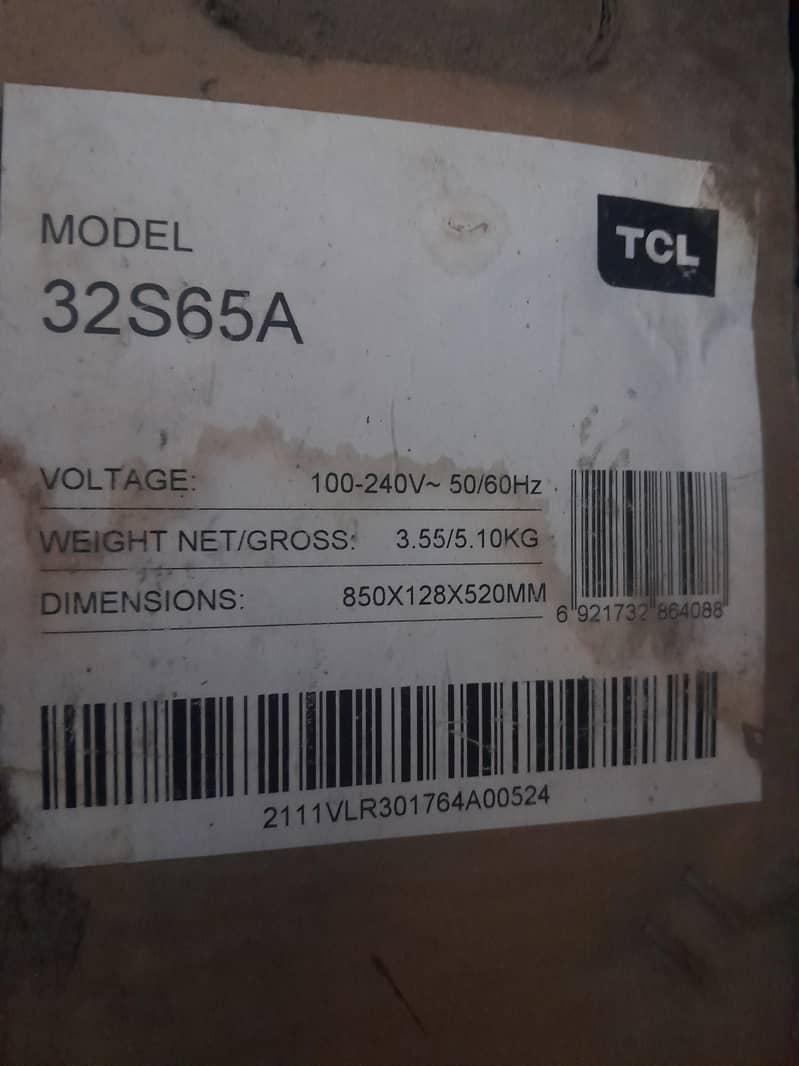 TCL
MODEL
32S65A
VOLTAGE: 100-240V~ 50/60Hz
WEIGHT NET/GROSS: 3.55/5.10KG
DIMENSIONS: 850X128X520MM
6 921732 864088
2111VLR301764A00524